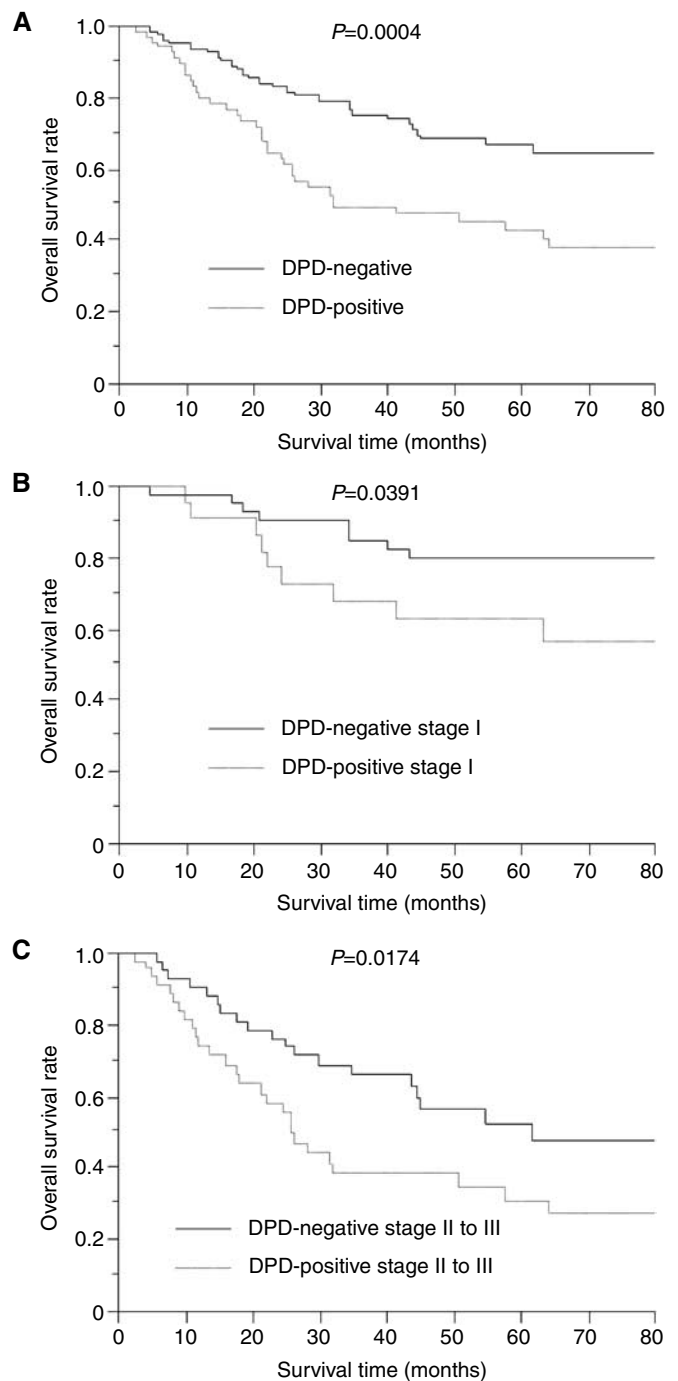 A
P=0.0004
1.0
0.8
0.6
0.4
0.2
0
Overall survival rate
DPD-negative
DPD-positive
0 10 20 30 40 50 60 70 80
Survival time (months)
B
P=0.0391
1.0
0.8
0.6
0.4
0.2
0
Overall survival rate
DPD-negative stage I
DPD-positive stage I
0 10 20 30 40 50 60 70 80
Survival time (months)
C
P=0.0174
1.0
0.8
0.6
0.4
0.2
0
Overall survival rate
DPD-negative stage II to III
DPD-positive stage II to III
0 10 20 30 40 50 60 70 80
Survival time (months)